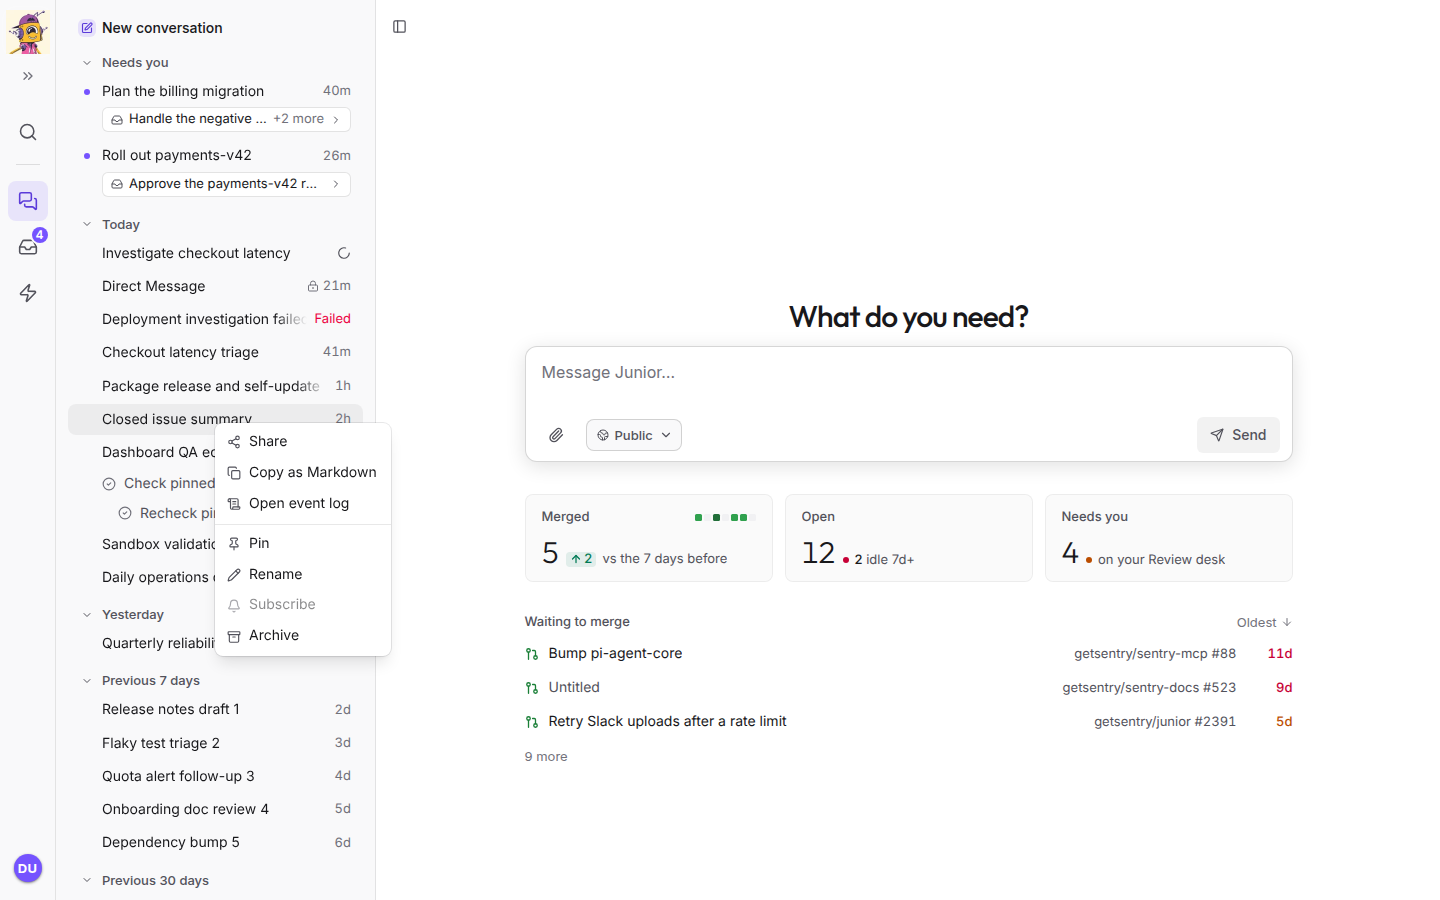 New conversation
Needs you
Plan the billing migration 40m
Handle the negative ... +2 more
Roll out payments-v42 26m
Approve the payments-v42 r...
Today
4
Investigate checkout latency
Direct Message 21m
Deployment investigation failed Failed
Checkout latency triage 41m
Package release and self-update 1h
Closed issue summary 2h
Dashboard QA
Check pinned
Recheck
Sandbox
Daily operations
Yesterday
Quarterly
Previous 7 days
Release notes draft 1 2d
Flaky test triage 2 3d
Quota alert follow-up 3 4d
Onboarding doc review 4 5d
Dependency bump 5 6d
Previous 30 days
DU
Share
Copy as Markdown
Open event log
Pin
Rename
Subscribe
Archive
What do you need?
Message Junior...
Public
Send
Merged
5 2 vs the 7 days before
Open
12 2 idle 7d+
Needs you
4 on your Review desk
Waiting to merge Oldest
Bump pi-agent-core getsentry/sentry-mcp #88 11d
Untitled getsentry/sentry-docs #523 9d
Retry Slack uploads after a rate limit getsentry/junior #2391 5d
9 more